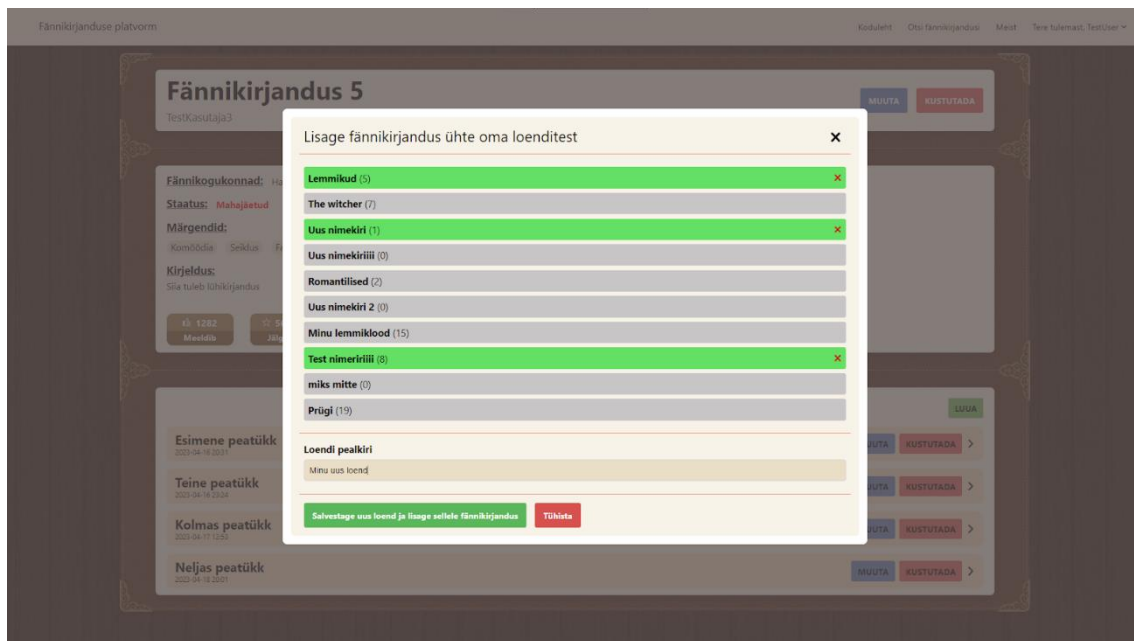 Fännikirjanduse platvorm
Koduleht Otsi fännikirjandusi Meist Tere tulemast, TestUser
Fännikirjandus 5
TestKasutaja3
MUUTA KUSTUTADA
Lisage fännikirjandus ühte oma loenditest
Fännikogukonnad:
Staatus: Mahajäetud
Märgendid:
Komöödia Seiklus
Kirjeldus:
Siia tuleb lühikirjandus
1282
Meeldib
Lemmikud (5)
The witcher (7)
Uus nimekiri (1)
Uus nimekiriiii (0)
Romantilised (2)
Uus nimekiri 2 (0)
Minu lemmiklood (15)
Test nimeririiii (8)
miks mitte (0)
Prügi (19)
Loendi pealkiri
Minu uus loend
Salvestage uus loend ja lisage sellele fännikirjandus Tühista
LUUA
Esimene peatükk
KUSTUTADA
Teine peatükk
KUSTUTADA
Kolmas peatükk
KUSTUTADA
Neljas peatükk
MUUTA KUSTUTADA